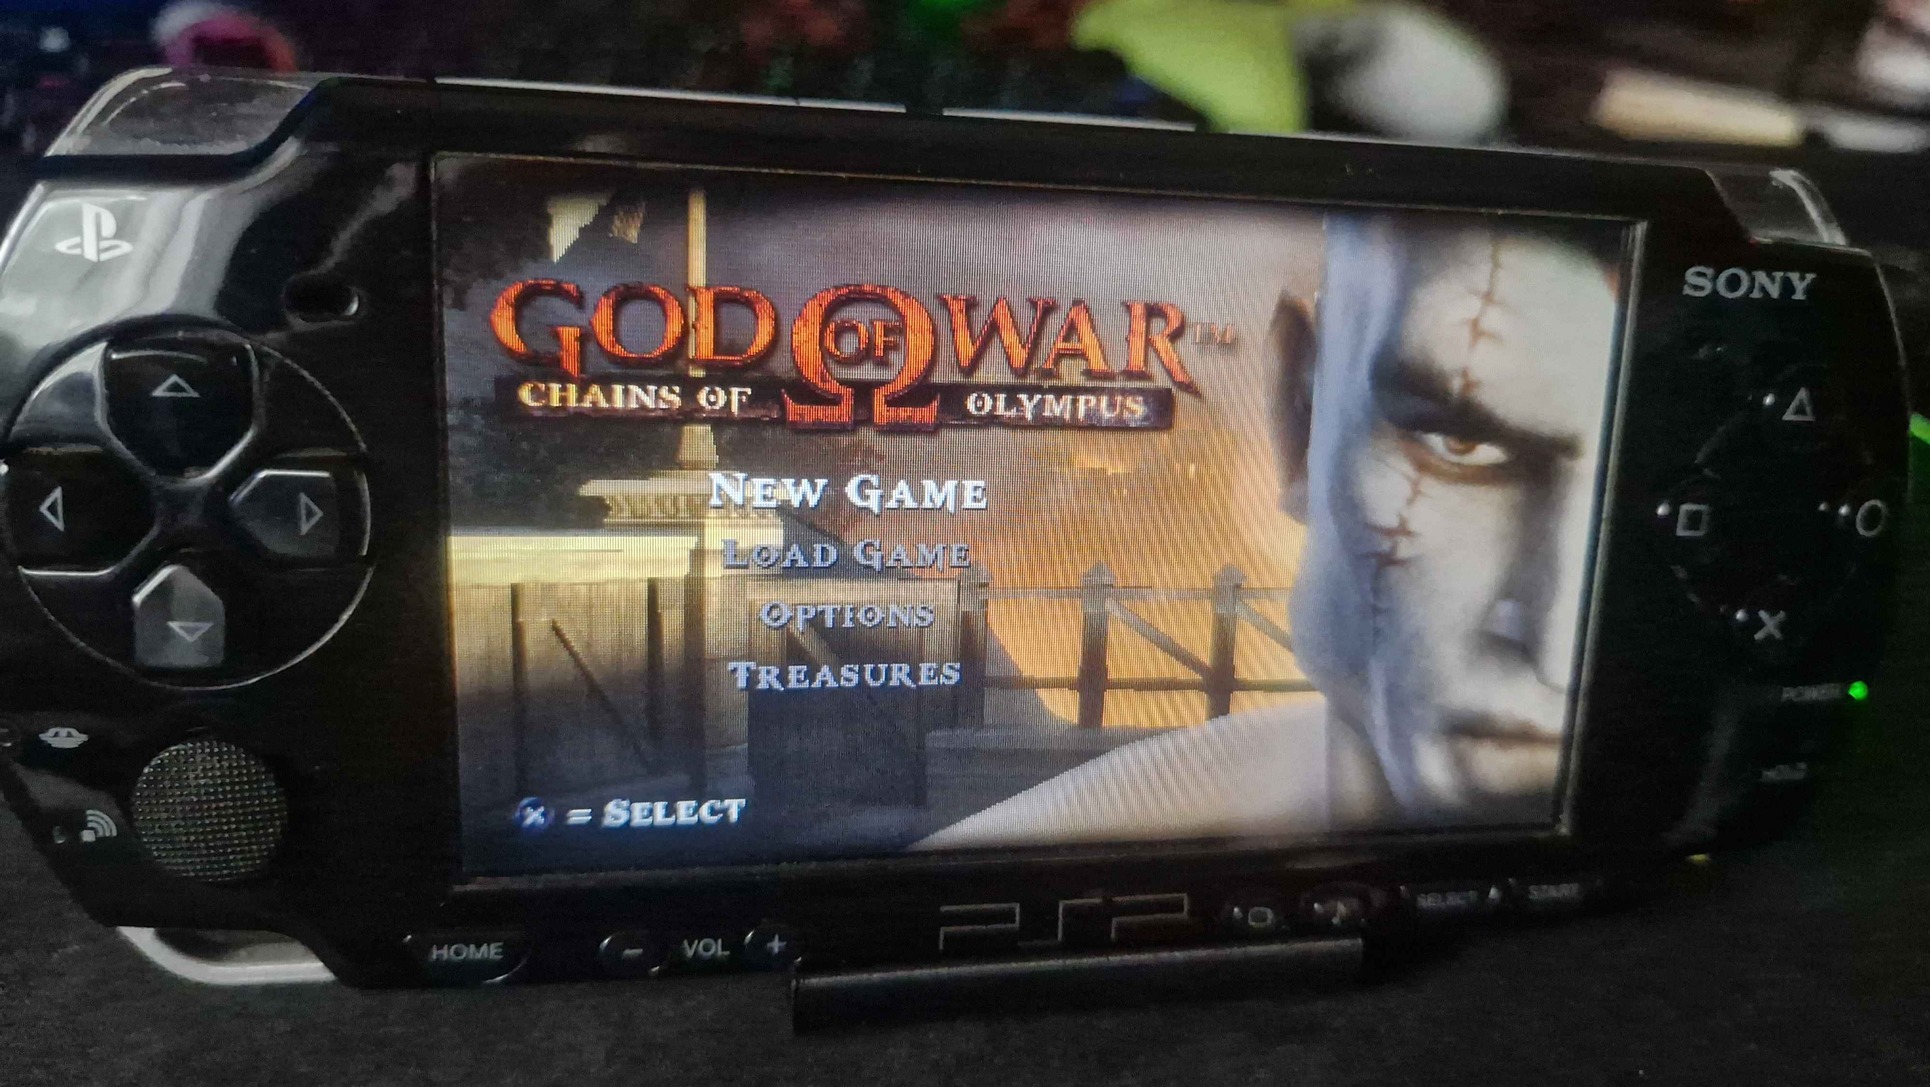 SONY
GOD OF WAR™
CHAINS OF OLYMPUS
NEW GAME
LOAD GAME
OPTIONS
TREASURES
= SELECT
POWER
HOLD
HOME
VOL
PSP
SELECT
START